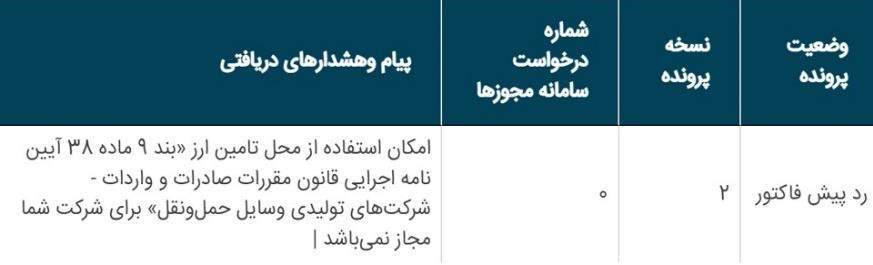 وضعیت
پرونده
نسخه
پرونده
شماره
درخواست
سامانه مجوزها
پیام وهشدارهای دریافتی
رد پیش فاکتور
۲
۰
امکان استفاده از محل تامین ارز «بند ۹ ماده ۳۸ آیین
نامه اجرایی قانون مقررات صادرات و واردات -
شرکت‌های تولیدی وسایل حمل‌ونقل» برای شرکت شما
مجاز نمی‌باشد |